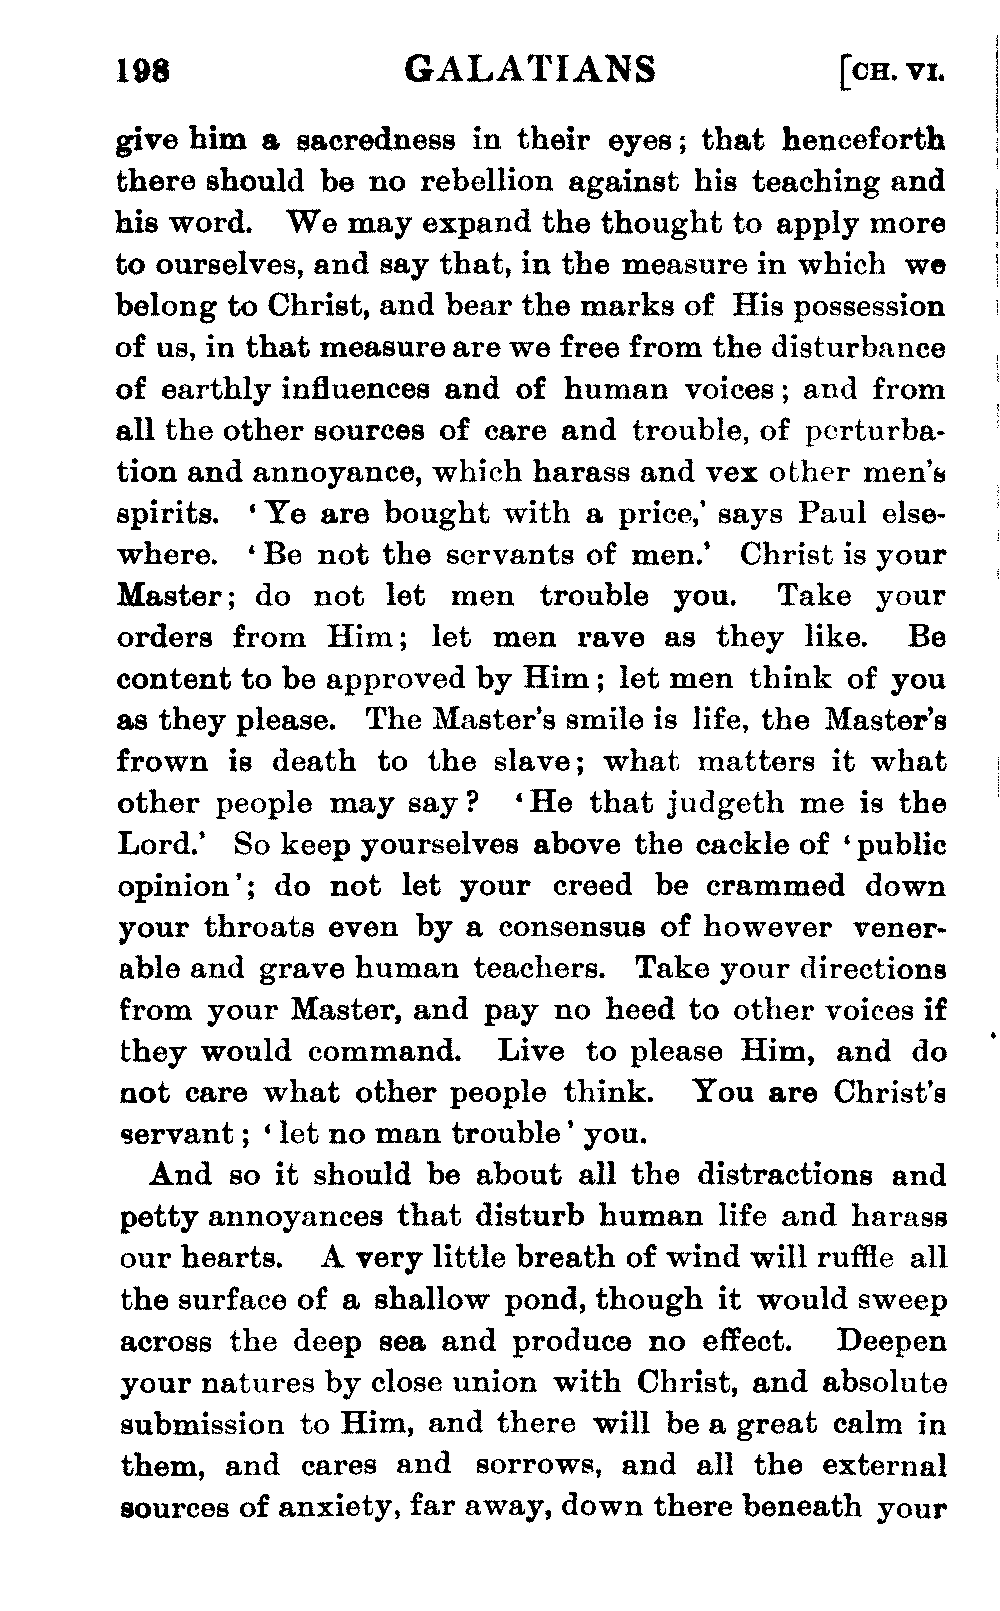 198 GALATIANS [CH. VI.
give him a sacredness in their eyes; that henceforth
there should be no rebellion against his teaching and
his word. We may expand the thought to apply more
to ourselves, and say that, in the measure in which we
belong to Christ, and bear the marks of His possession
of us, in that measure are we free from the disturbance
of earthly influences and of human voices; and from
all the other sources of care and trouble, of perturba-
tion and annoyance, which harass and vex other men's
spirits. 'Ye are bought with a price,' says Paul else-
where. 'Be not the servants of men.' Christ is your
Master; do not let men trouble you. Take your
orders from Him; let men rave as they like. Be
content to be approved by Him; let men think of you
as they please. The Master's smile is life, the Master's
frown is death to the slave; what matters it what
other people may say? 'He that judgeth me is the
Lord.' So keep yourselves above the cackle of 'public
opinion'; do not let your creed be crammed down
your throats even by a consensus of however vener-
able and grave human teachers. Take your directions
from your Master, and pay no heed to other voices if
they would command. Live to please Him, and do
not care what other people think. You are Christ's
servant; 'let no man trouble' you.
And so it should be about all the distractions and
petty annoyances that disturb human life and harass
our hearts. A very little breath of wind will ruffle all
the surface of a shallow pond, though it would sweep
across the deep sea and produce no effect. Deepen
your natures by close union with Christ, and absolute
submission to Him, and there will be a great calm in
them, and cares and sorrows, and all the external
sources of anxiety, far away, down there beneath your